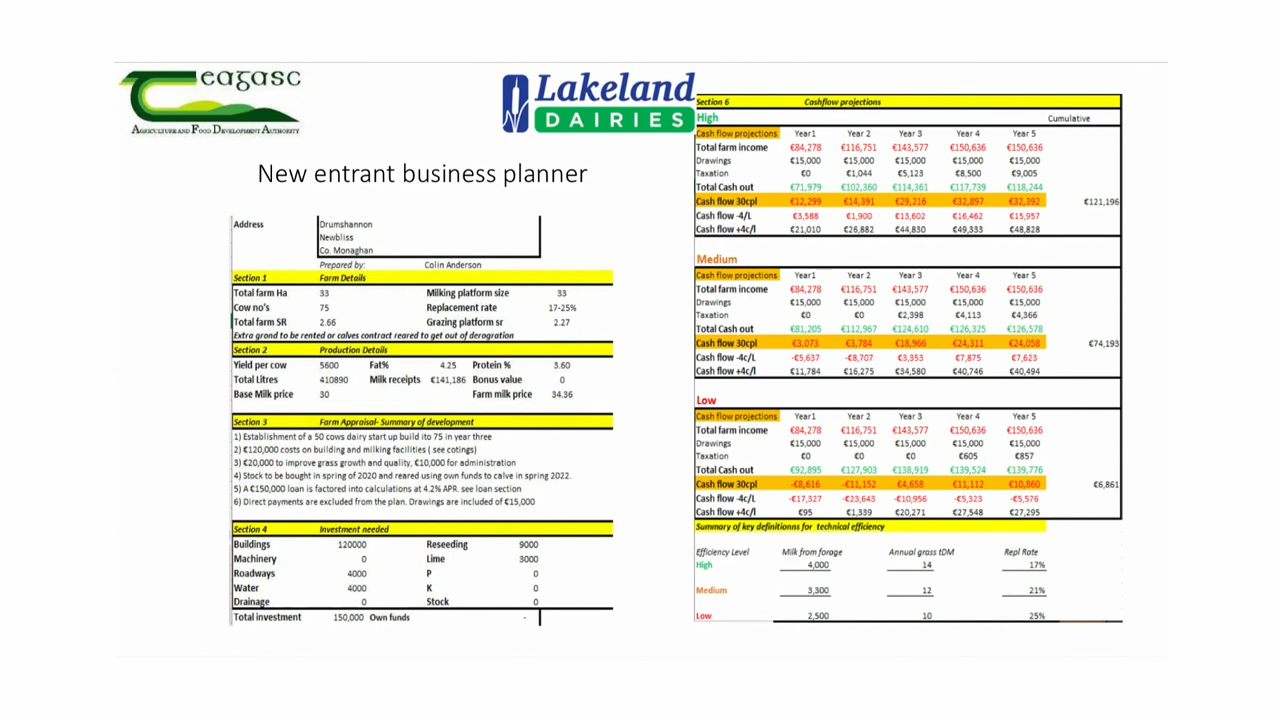 Teagasc
Agriculture and Food Development Authority
Lakeland
DAIRIES
New entrant business planner
Address Drumshannon
Newbliss
Co. Monaghan
Prepared by: Colin Anderson
Section 1 Farm Details
Total farm Ha 33 Milking platform size 33
Cow no's 75 Replacement rate 17-25%
Total farm SR 2.66 Grazing platform sr 2.27
Extra grond to be rented or calves contract reared to get out of derogration
Section 2 Production Details
Yield per cow 5600 Fat% 4.25 Protein % 3.60
Total Litres 410890 Milk receipts €141,186 Bonus value 0
Base Milk price 30 Farm milk price 34.36
Section 3 Farm Appraisal- Summary of development
1) Establishment of a 50 cows dairy start up build ito 75 in year three
2) €120,000 costs on building and milking facilities ( see cotings)
3) €20,000 to improve grass growth and quality, €10,000 for administration
4) Stock to be bought in spring of 2020 and reared using own funds to calve in spring 2022.
5) A €150,000 loan is factored into calculations at 4.2% APR. see loan section
6) Direct payments are excluded from the plan. Drawings are included of €15,000
Section 4 Investment needed
Buildings 120000 Reseeding 9000
Machinery 0 Lime 3000
Roadways 4000 P 0
Water 4000 K 0
Drainage 0 Stock 0
Total investment 150,000 Own funds -
Section 6 Cashflow projections
High Cumulative
Cash flow projections Year1 Year 2 Year 3 Year 4 Year 5
Total farm income €84,278 €116,751 €143,577 €150,636 €150,636
Drawings €15,000 €15,000 €15,000 €15,000 €15,000
Taxation €0 €1,044 €5,123 €8,500 €9,005
Total Cash out €71,979 €102,360 €114,361 €117,739 €118,244
Cash flow 30cpl €12,299 €14,391 €29,216 €32,897 €32,392 €121,196
Cash flow -4/L €3,588 €1,900 €13,602 €16,462 €15,957
Cash flow +4c/l €21,010 €26,882 €44,830 €49,333 €48,828
Medium
Cash flow projections Year1 Year 2 Year 3 Year 4 Year 5
Total farm income €84,278 €116,751 €143,577 €150,636 €150,636
Drawings €15,000 €15,000 €15,000 €15,000 €15,000
Taxation €0 €0 €2,398 €4,113 €4,366
Total Cash out €81,205 €112,967 €124,610 €126,325 €126,578
Cash flow 30cpl €3,073 €3,784 €18,966 €24,311 €24,058 €74,193
Cash flow -4c/L -€5,637 -€8,707 €3,353 €7,875 €7,623
Cash flow +4c/L €11,784 €16,275 €34,580 €40,746 €40,494
Low
Cash flow projections Year1 Year 2 Year 3 Year 4 Year 5
Total farm income €84,278 €116,751 €143,577 €150,636 €150,636
Drawings €15,000 €15,000 €15,000 €15,000 €15,000
Taxation €0 €0 €0 €605 €857
Total Cash out €92,895 €127,903 €138,919 €139,524 €139,776
Cash flow 30cpl -€8,616 -€11,152 €4,658 €11,112 €10,860 €6,861
Cash flow -4c/L -€17,327 -€23,643 -€10,956 -€5,323 -€5,576
Cash flow +4c/l €95 €1,339 €20,271 €27,548 €27,295
Summary of key definitionns for technical efficiency
Efficiency Level Milk from forage Annual grass tDM Repl Rate
High 4,000 14 17%
Medium 3,300 12 21%
Low 2,500 10 25%